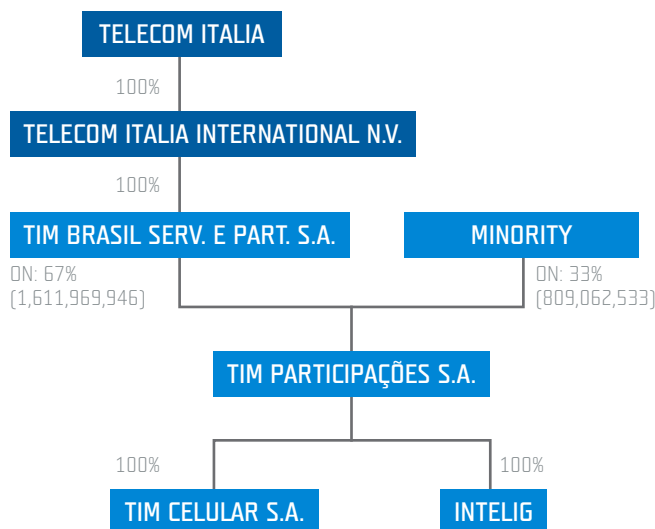 TELECOM ITALIA
100%
TELECOM ITALIA INTERNATIONAL N.V.
100%
TIM BRASIL SERV. E PART. S.A.
MINORITY
ON: 67%
(1,611,969,946)
ON: 33%
(809,062,533)
TIM PARTICIPAÇÕES S.A.
100%
100%
TIM CELULAR S.A.
INTELIG